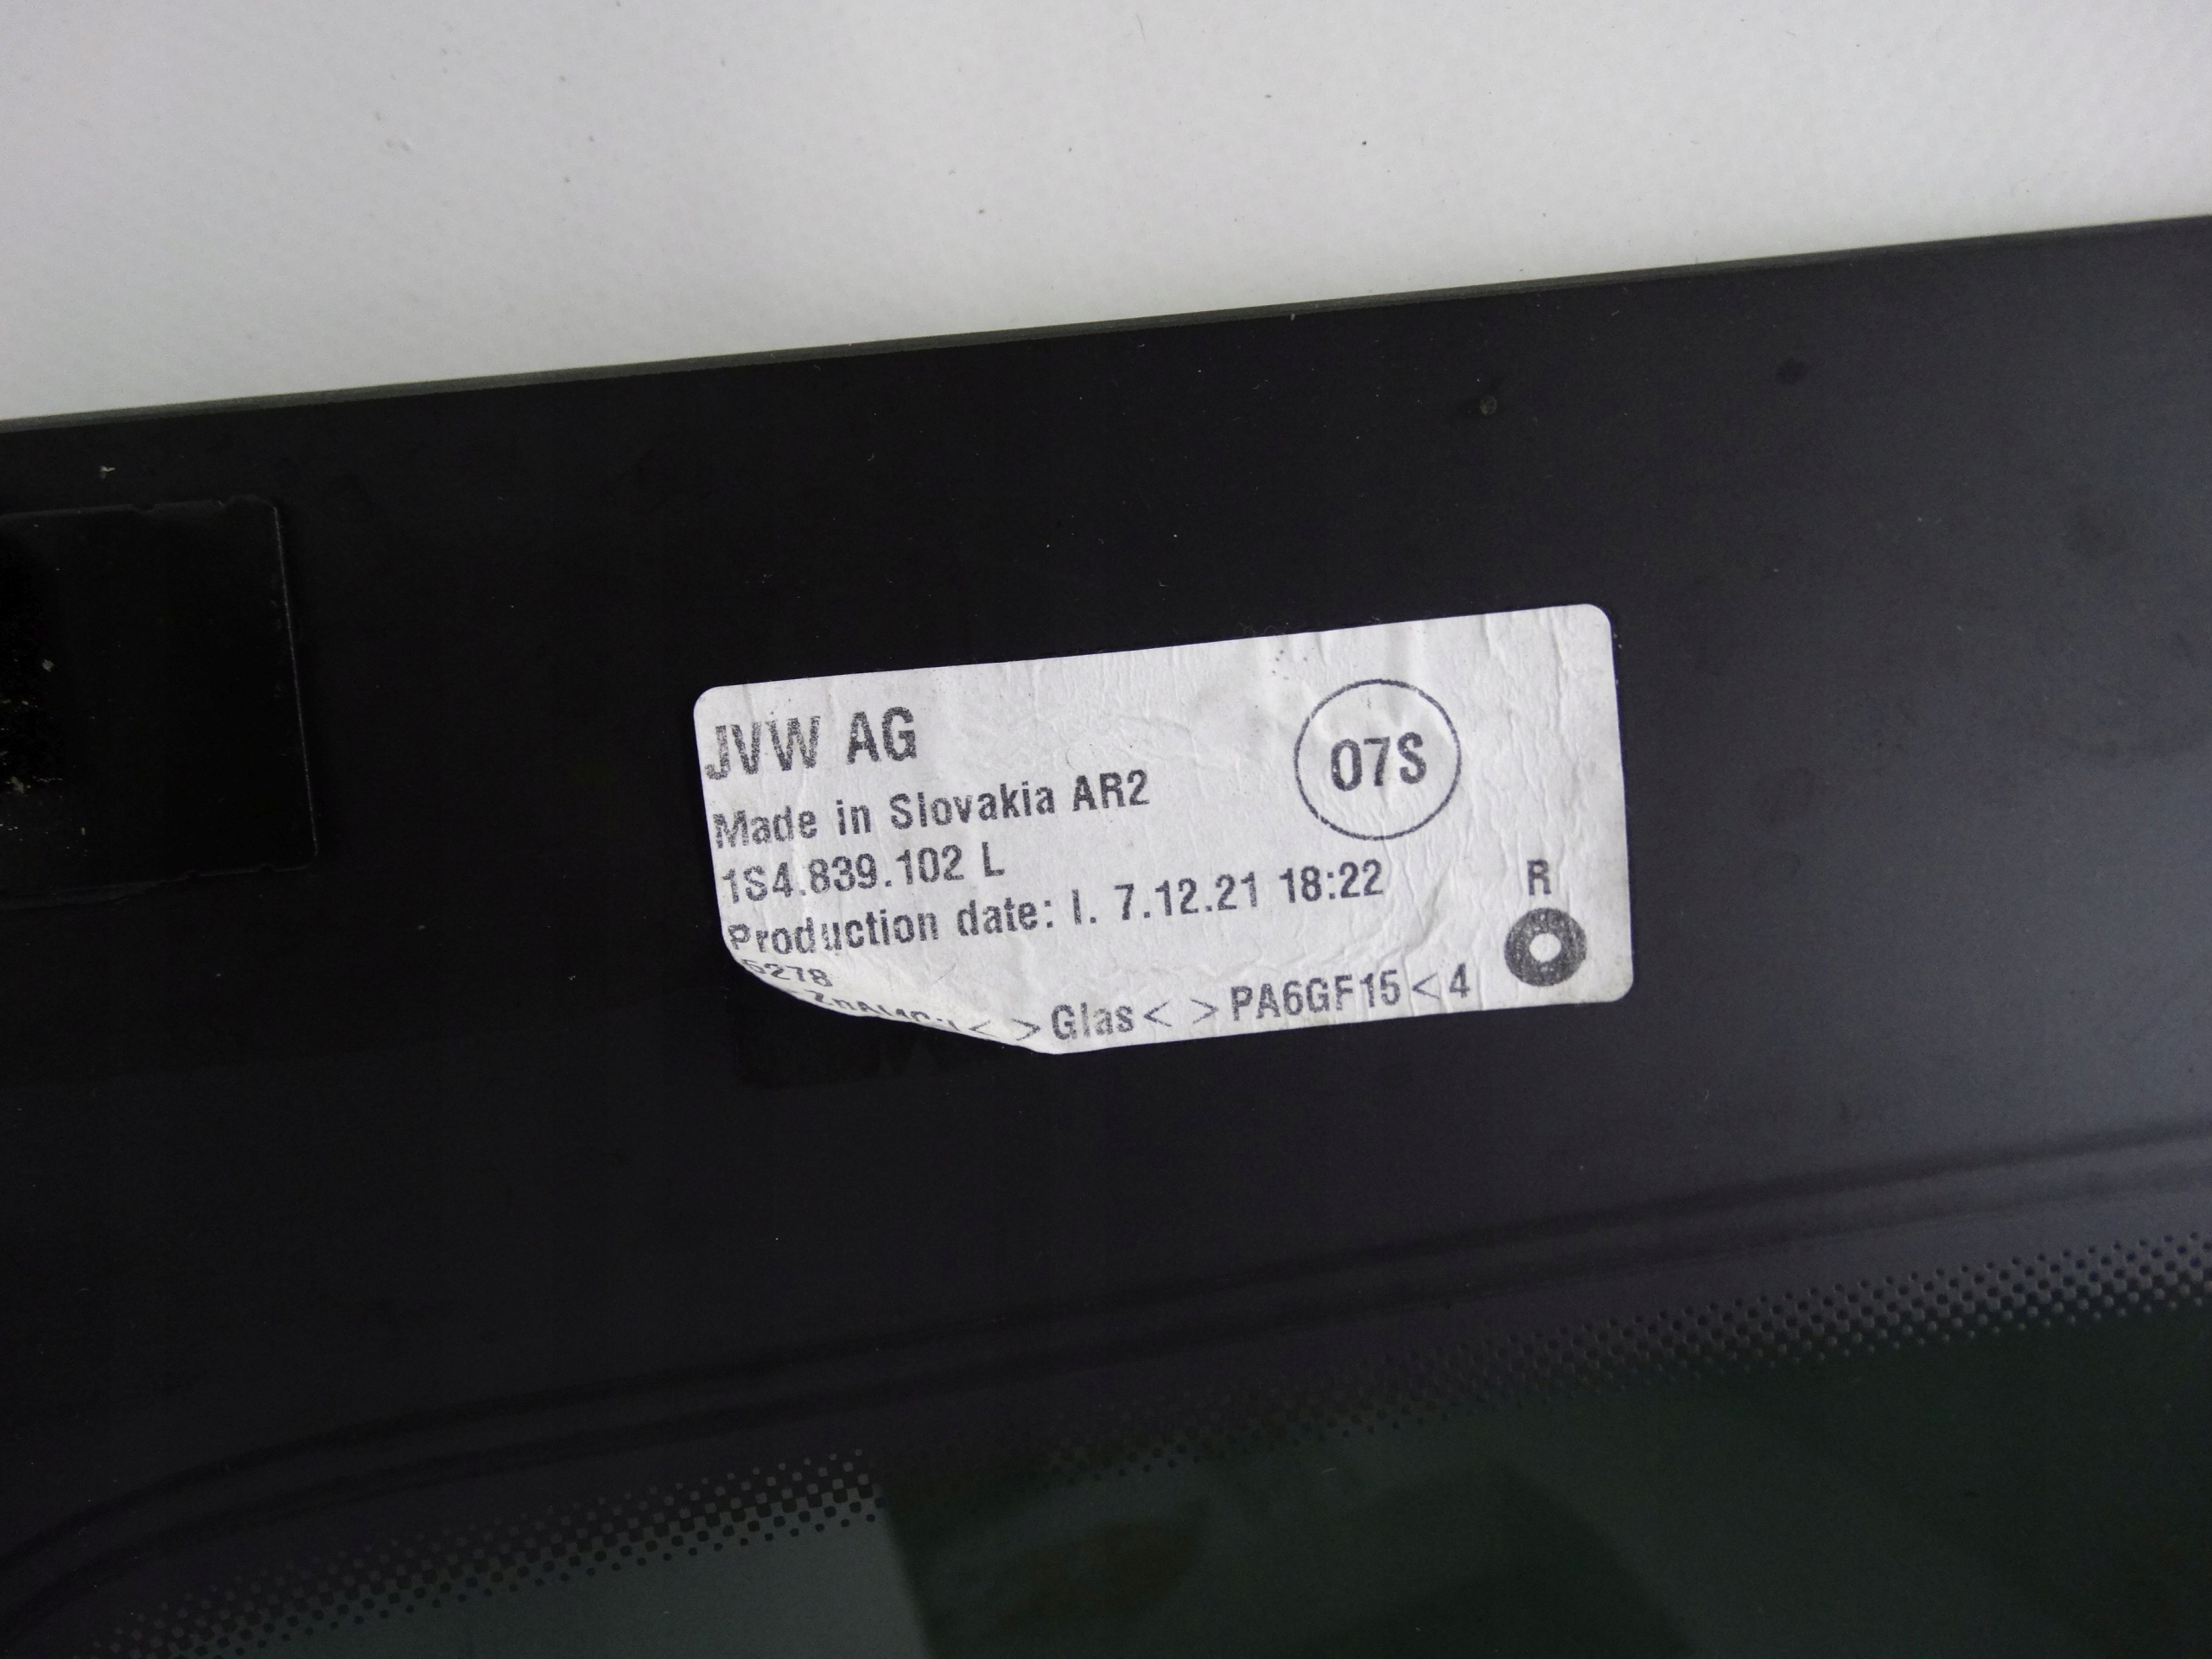 JVW AG
07S
Made in Slovakia AR2
1S4.839.102 L
Production date: I. 7.12.21 18:22
R
5278
>Glas< >PA6GF15<4